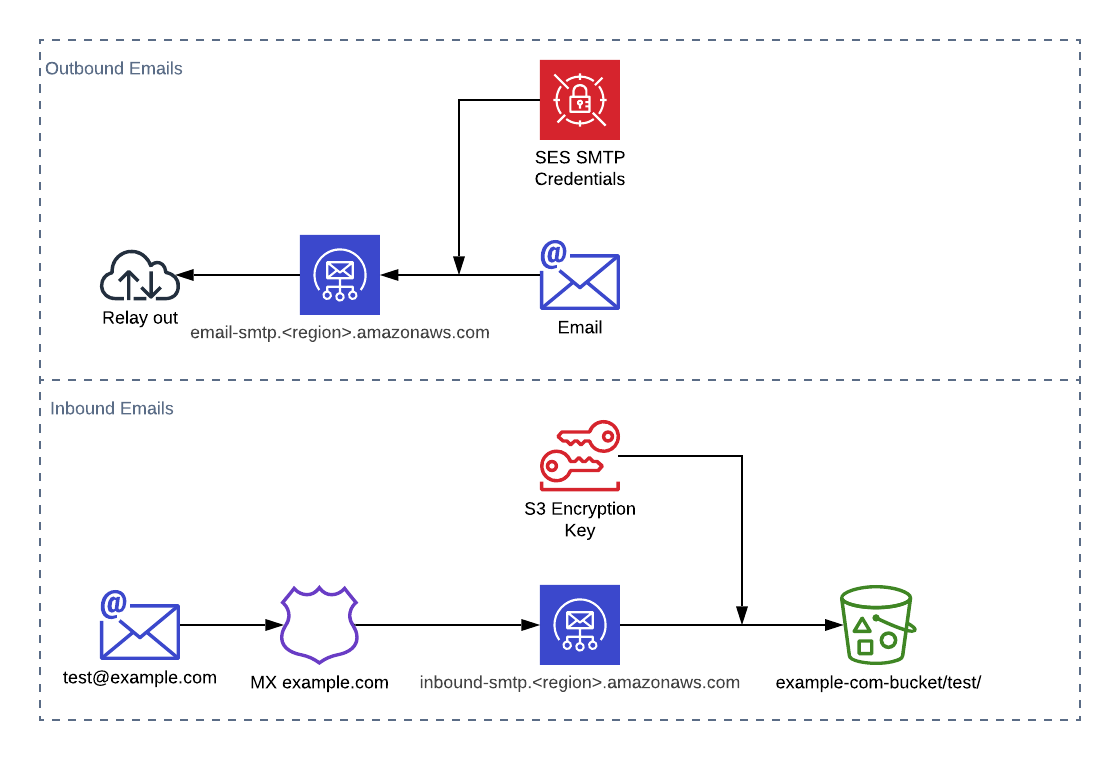 Outbound Emails
SES SMTP
Credentials
Relay out
email-smtp.<region>.amazonaws.com
@
Email
Inbound Emails
S3 Encryption
Key
@
test@example.com
MX example.com
inbound-smtp.<region>.amazonaws.com
example-com-bucket/test/